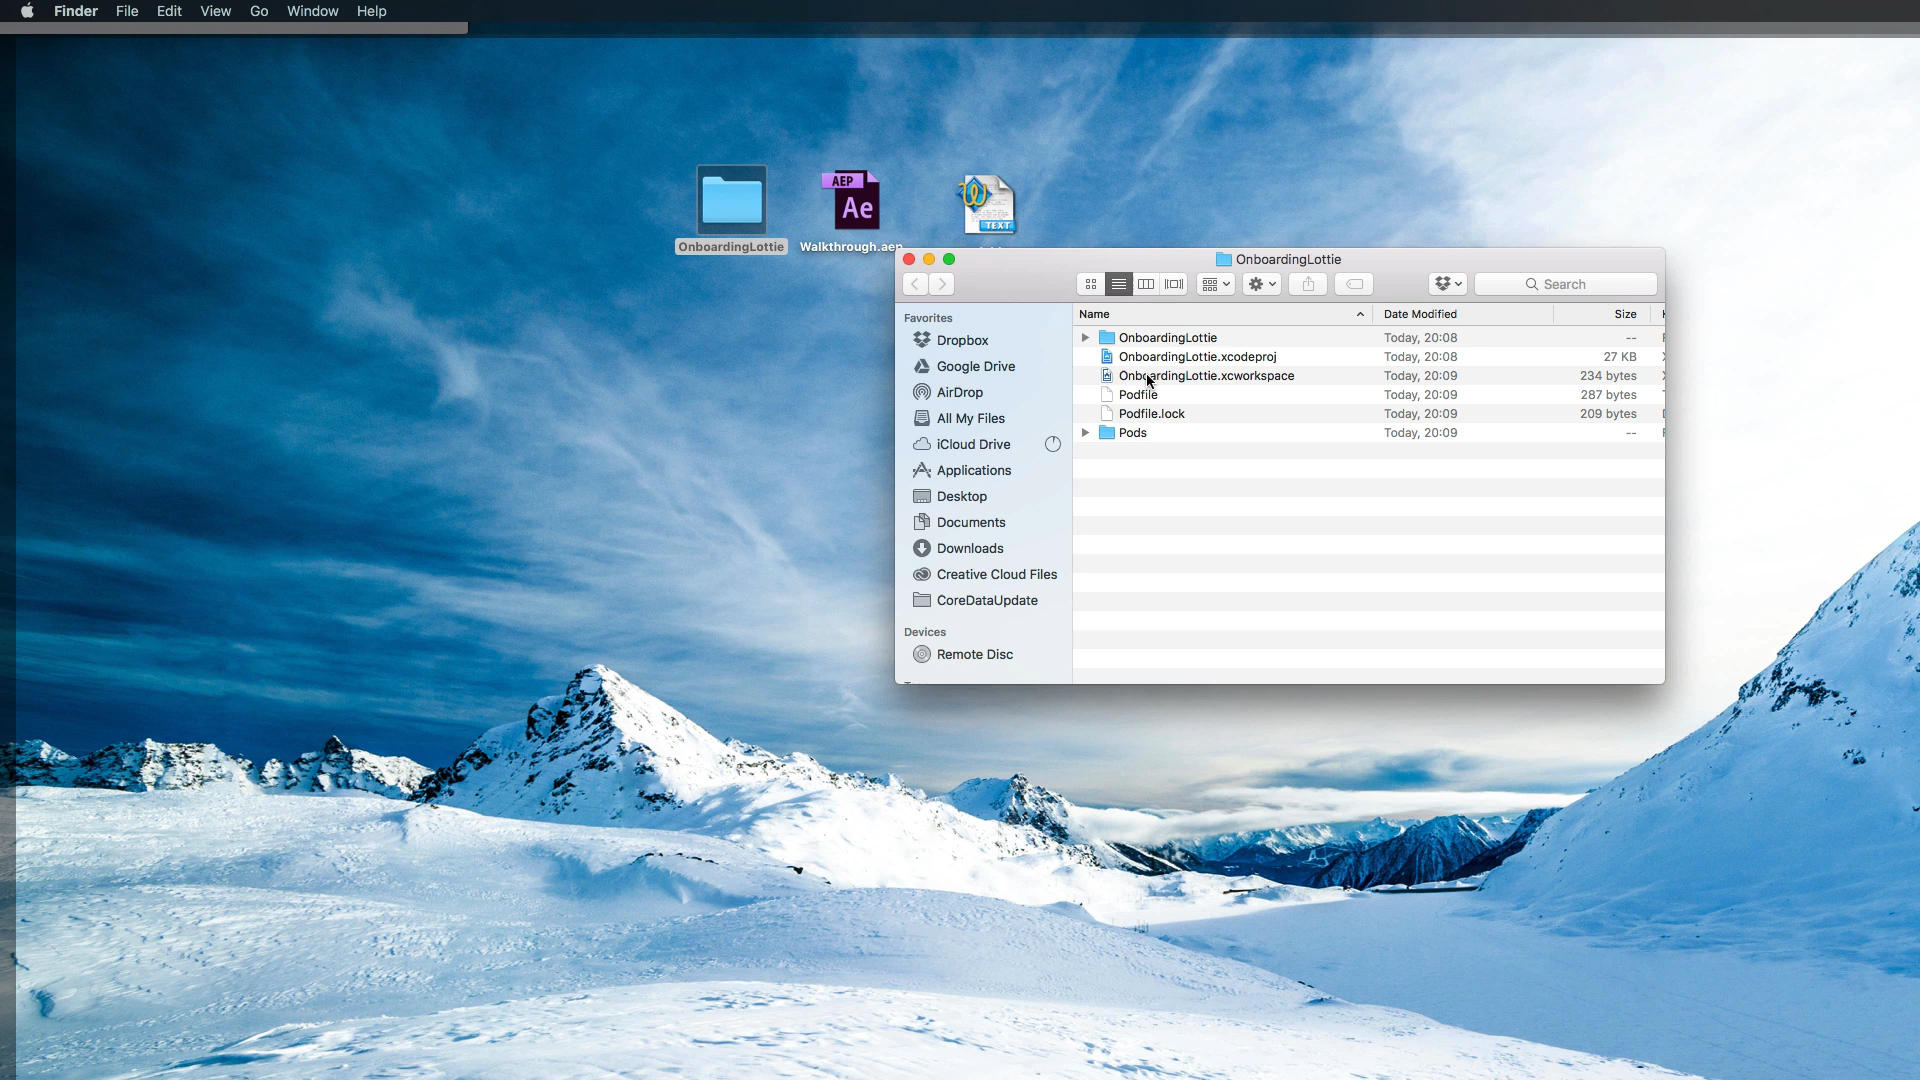 Finder File Edit View Go Window Help
AEP
Ae
TEXT
OnboardingLottie
Walkthrough.aep
OnboardingLottie
Search
Favorites
Dropbox
Google Drive
AirDrop
All My Files
iCloud Drive
Applications
Desktop
Documents
Downloads
Creative Cloud Files
CoreDataUpdate
Devices
Remote Disc
Name Date Modified Size
OnboardingLottie Today, 20:08 --
OnboardingLottie.xcodeproj Today, 20:08 27 KB
OnboardingLottie.xcworkspace Today, 20:09 234 bytes
Podfile Today, 20:09 287 bytes
Podfile.lock Today, 20:09 209 bytes
Pods Today, 20:09 --